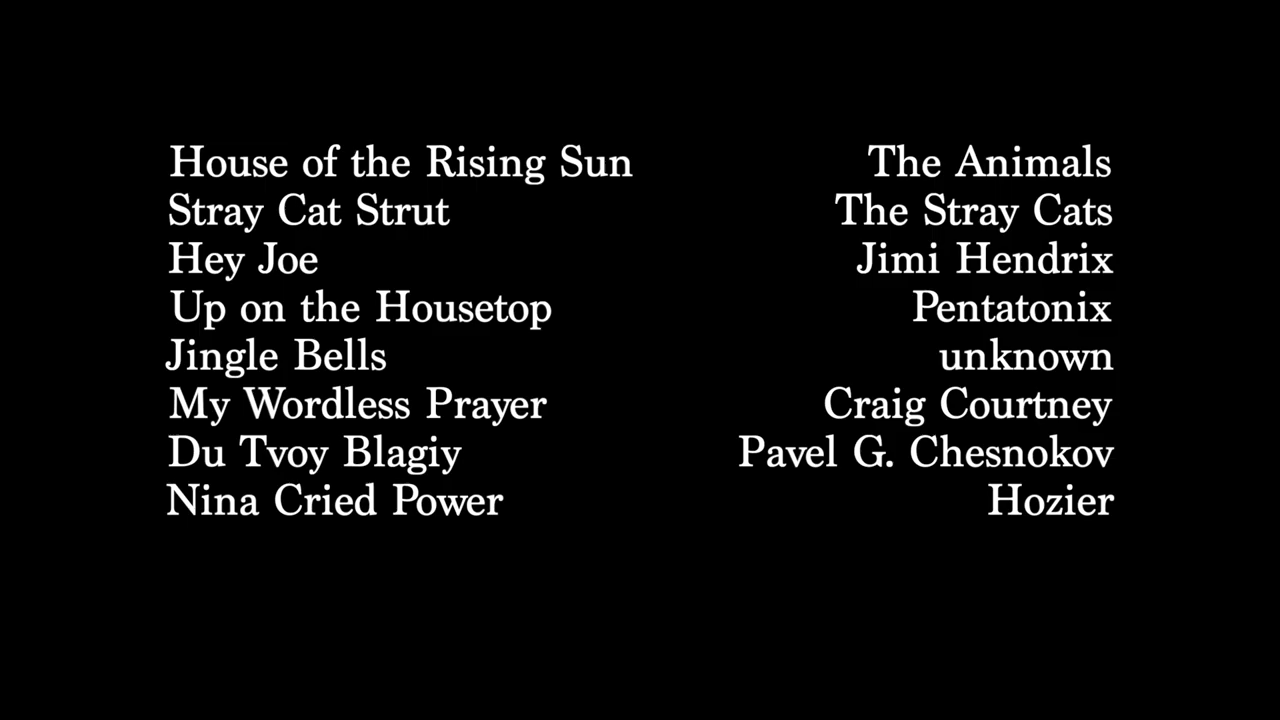 House of the Rising Sun The Animals
Stray Cat Strut The Stray Cats
Hey Joe Jimi Hendrix
Up on the Housetop Pentatonix
Jingle Bells unknown
My Wordless Prayer Craig Courtney
Du Tvoy Blagiy Pavel G. Chesnokov
Nina Cried Power Hozier